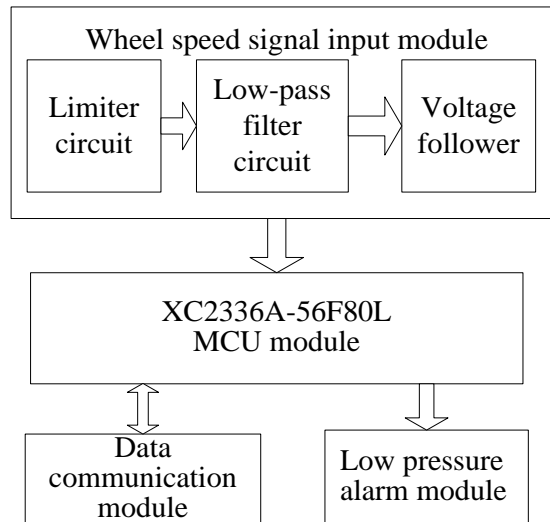 Wheel speed signal input module
Limiter
circuit
Low-pass
filter
circuit
Voltage
follower
XC2336A-56F80L
MCU module
Data
communication
module
Low pressure
alarm module